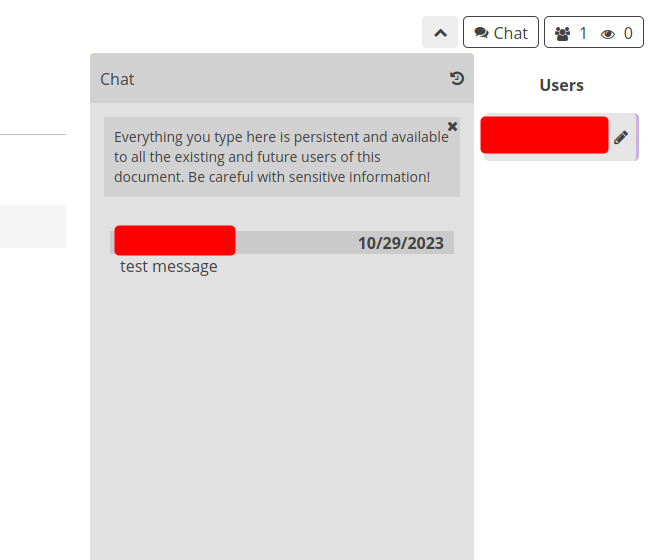 Chat 1 0
Chat
Users
Everything you type here is persistent and available
to all the existing and future users of this
document. Be careful with sensitive information!
10/29/2023
test message